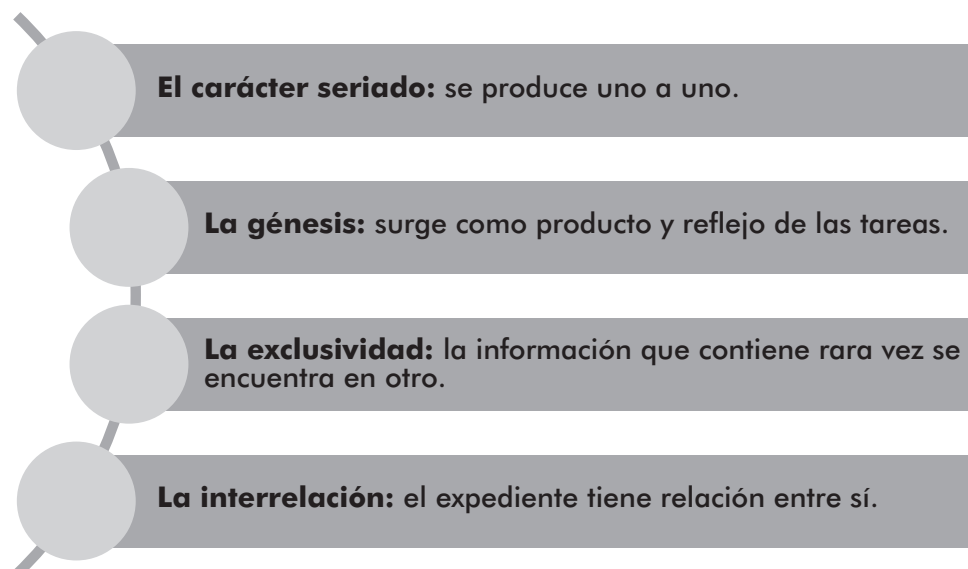 El carácter seriado: se produce uno a uno.
La génesis: surge como producto y reflejo de las tareas.
La exclusividad: la información que contiene rara vez se
encuentra en otro.
La interrelación: el expediente tiene relación entre sí.